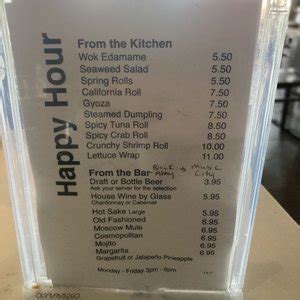 Happy Hour
From the Kitchen
Wok Edamame 5.50
Seaweed Salad 5.50
Spring Rolls 5.50
California Roll 7.50
Gyoza 7.50
Steamed Dumpling 7.50
Spicy Tuna Roll 8.50
Spicy Crab Roll 8.50
Crunchy Shrimp Roll 10.00
Lettuce Wrap 11.00
Music
From the Bar City
Draft or Bottle Beer 3.95
Ask your server for the selection
House Wine by Glass 5.95
Chardonnay or Cabernet
Hot Sake Large 5.95
Old Fashioned 6.95
Moscow Mule 6.95
Cosmopolitan 6.95
Mojito 6.95
Margarita 6.95
Grapefruit or Jalapeño Pineapple
Monday - Friday 3pm - 6pm